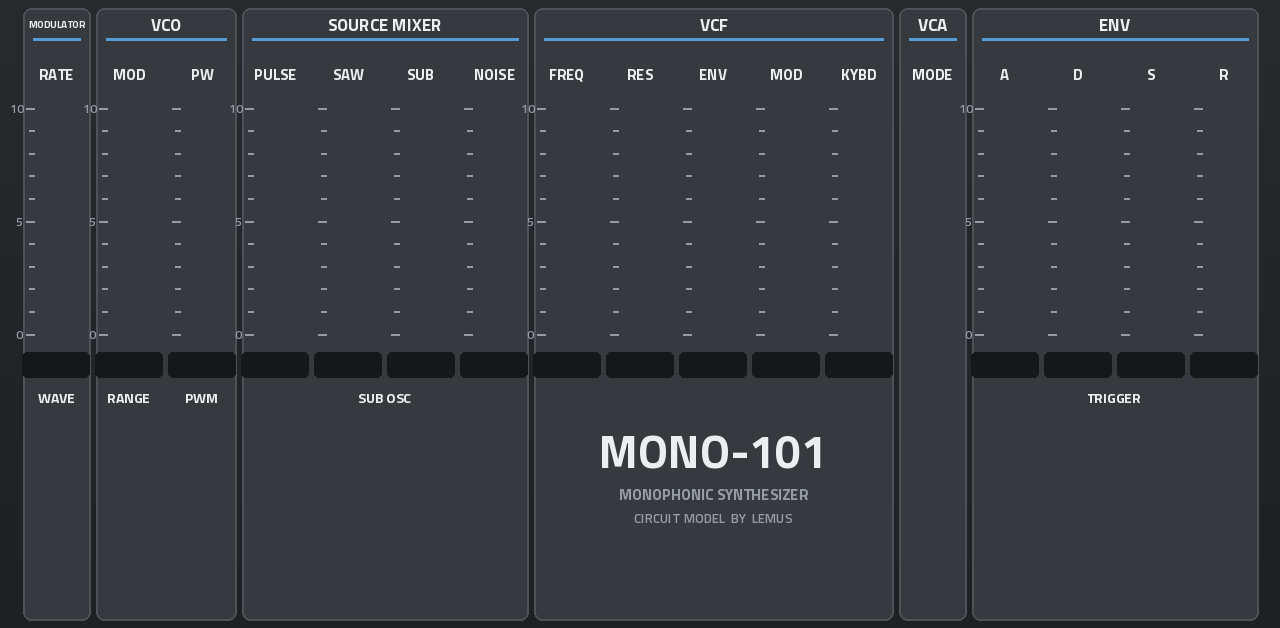 MODULATOR VCO SOURCE MIXER VCF VCA ENV
RATE MOD PW PULSE SAW SUB NOISE FREQ RES ENV MOD KYBD MODE A D S R
10 10 10 10 10
5 5 5 5 5
0 0 0 0 0
WAVE RANGE PWM SUB OSC TRIGGER
MONO-101
MONOPHONIC SYNTHESIZER
CIRCUIT MODEL BY LEMUS